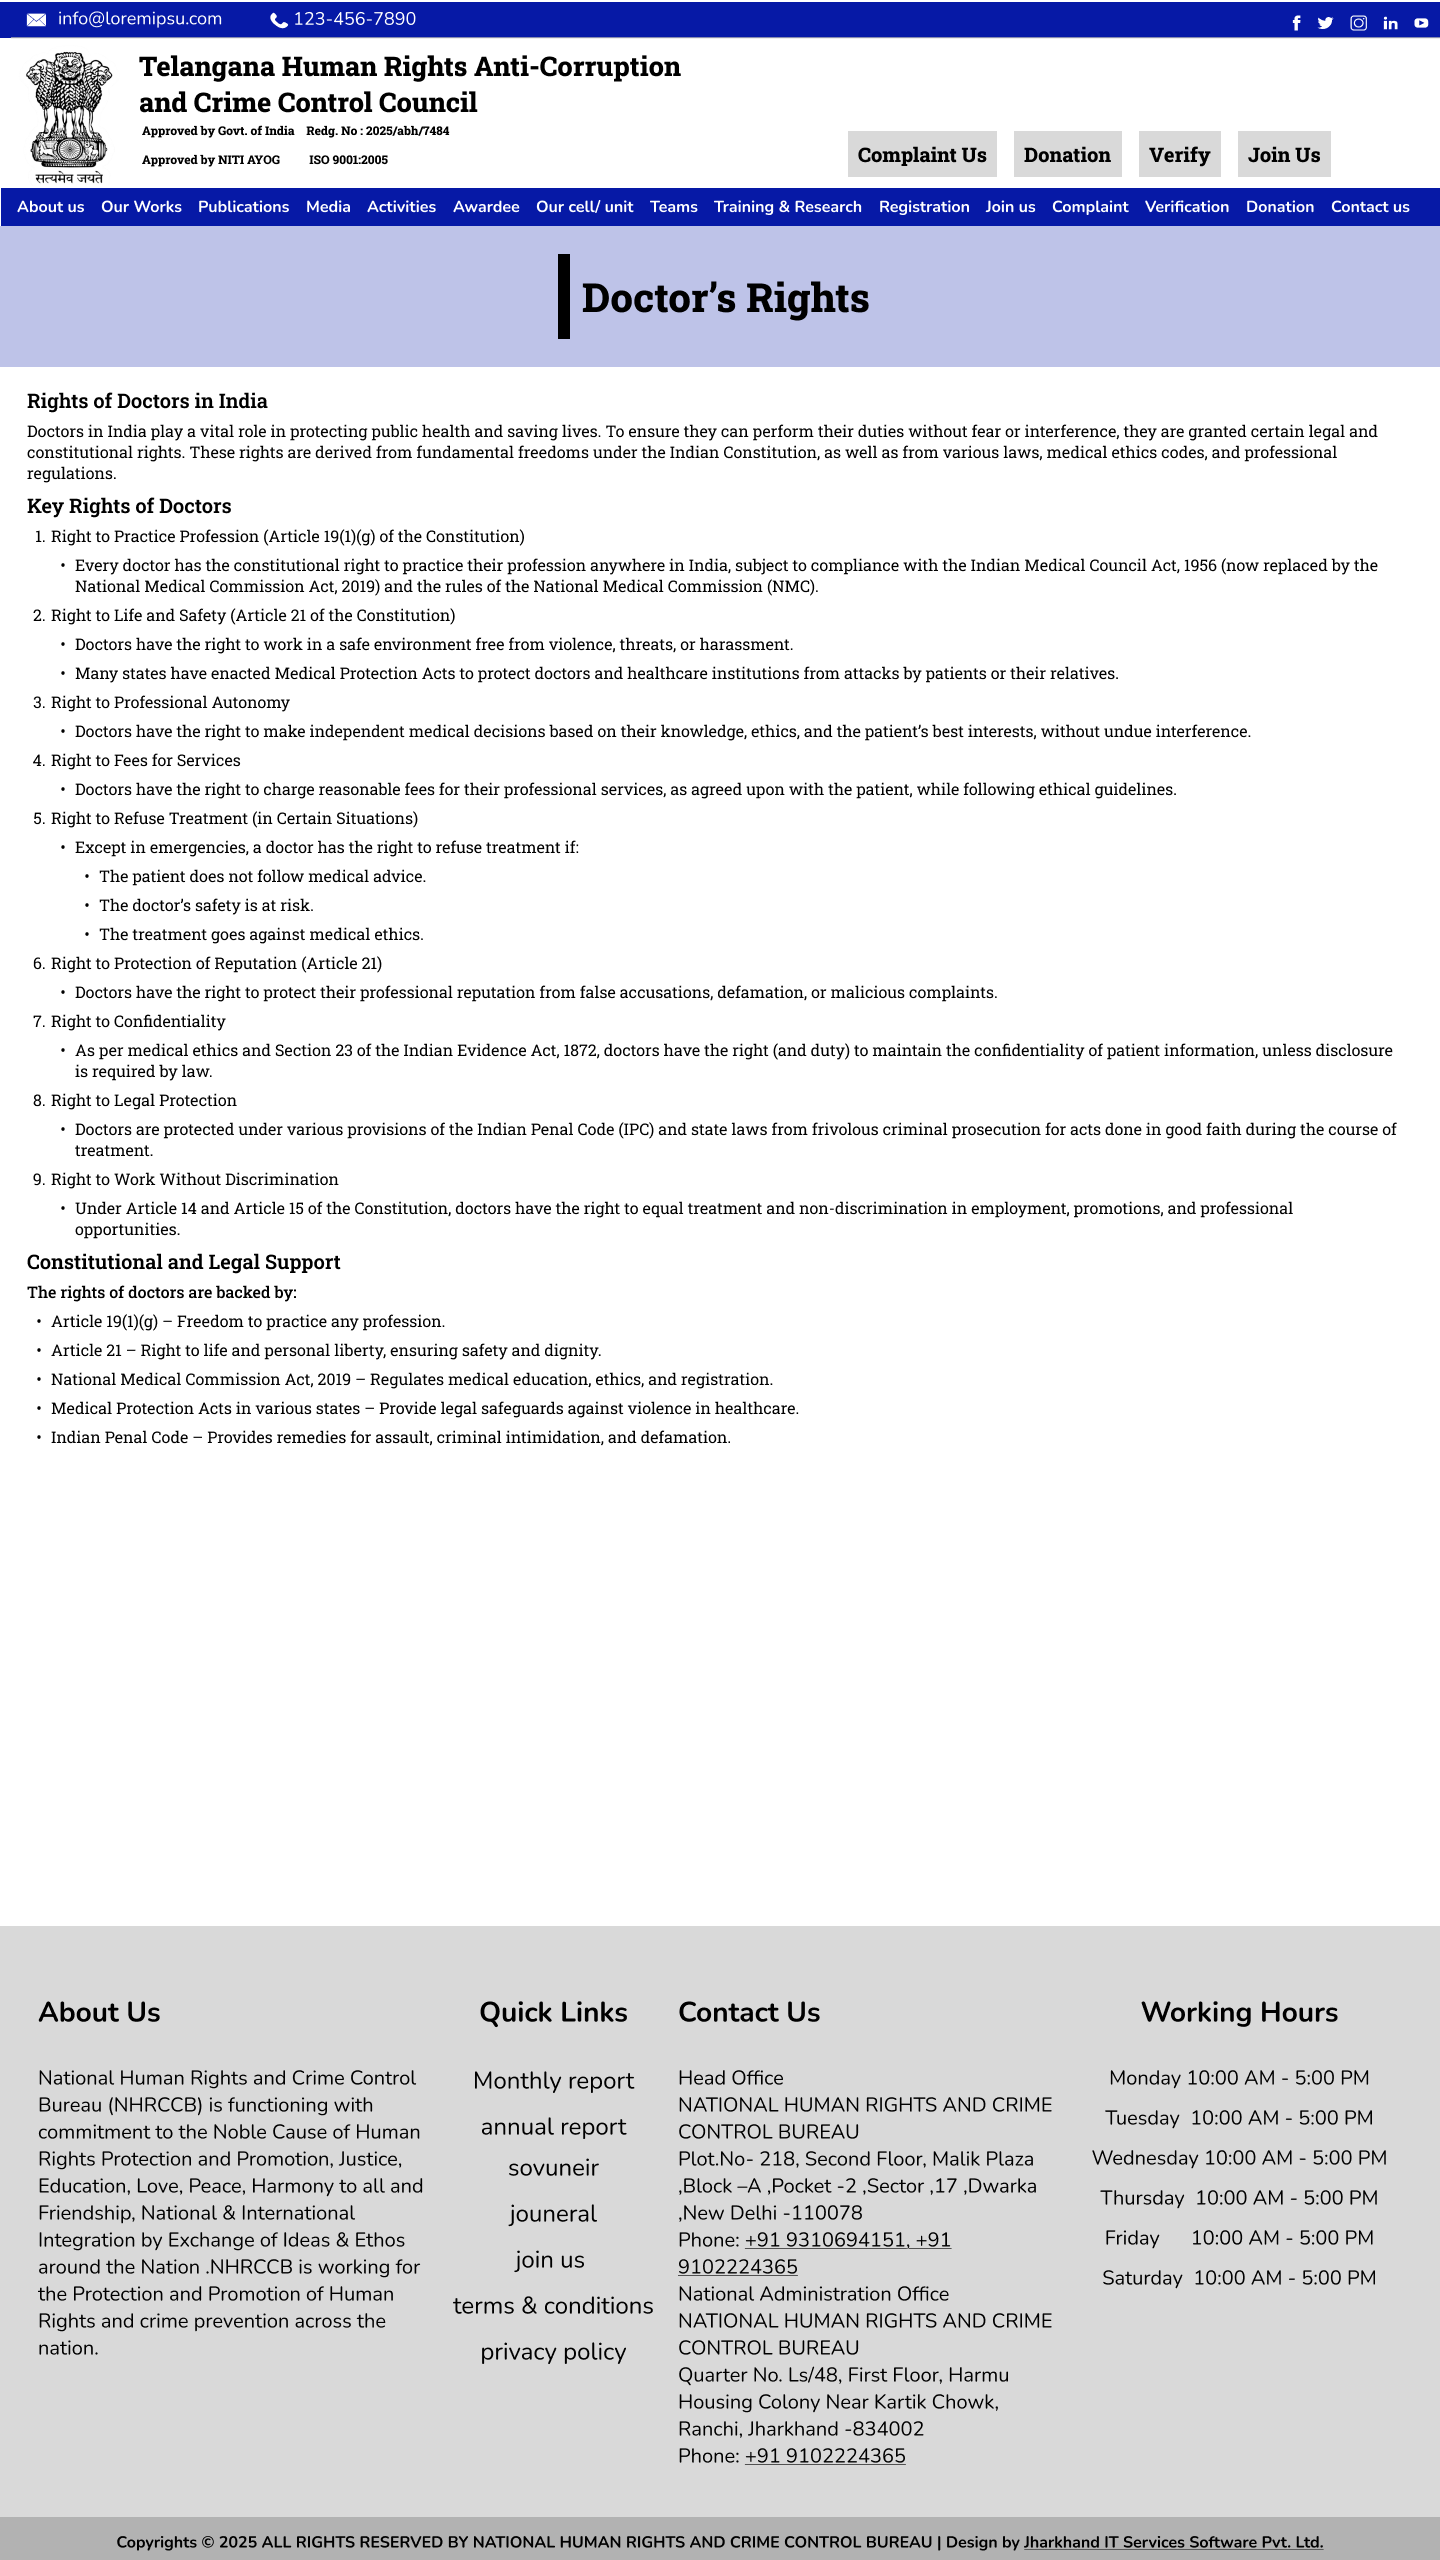 info@loremipsu.com 123-456-7890
Telangana Human Rights Anti-Corruption
and Crime Control Council
Approved by Govt. of India Redg. No : 2025/abh/7484
Approved by NITI AYOG ISO 9001:2005
सत्यमेव जयते
Complaint Us Donation Verify Join Us
About us Our Works Publications Media Activities Awardee Our cell/ unit Teams Training & Research Registration Join us Complaint Verification Donation Contact us
Doctor’s Rights
Rights of Doctors in India
Doctors in India play a vital role in protecting public health and saving lives. To ensure they can perform their duties without fear or interference, they are granted certain legal and
constitutional rights. These rights are derived from fundamental freedoms under the Indian Constitution, as well as from various laws, medical ethics codes, and professional
regulations.
Key Rights of Doctors
1. Right to Practice Profession (Article 19(1)(g) of the Constitution)
• Every doctor has the constitutional right to practice their profession anywhere in India, subject to compliance with the Indian Medical Council Act, 1956 (now replaced by the
National Medical Commission Act, 2019) and the rules of the National Medical Commission (NMC).
2. Right to Life and Safety (Article 21 of the Constitution)
• Doctors have the right to work in a safe environment free from violence, threats, or harassment.
• Many states have enacted Medical Protection Acts to protect doctors and healthcare institutions from attacks by patients or their relatives.
3. Right to Professional Autonomy
• Doctors have the right to make independent medical decisions based on their knowledge, ethics, and the patient’s best interests, without undue interference.
4. Right to Fees for Services
• Doctors have the right to charge reasonable fees for their professional services, as agreed upon with the patient, while following ethical guidelines.
5. Right to Refuse Treatment (in Certain Situations)
• Except in emergencies, a doctor has the right to refuse treatment if:
• The patient does not follow medical advice.
• The doctor’s safety is at risk.
• The treatment goes against medical ethics.
6. Right to Protection of Reputation (Article 21)
• Doctors have the right to protect their professional reputation from false accusations, defamation, or malicious complaints.
7. Right to Confidentiality
• As per medical ethics and Section 23 of the Indian Evidence Act, 1872, doctors have the right (and duty) to maintain the confidentiality of patient information, unless disclosure
is required by law.
8. Right to Legal Protection
• Doctors are protected under various provisions of the Indian Penal Code (IPC) and state laws from frivolous criminal prosecution for acts done in good faith during the course of
treatment.
9. Right to Work Without Discrimination
• Under Article 14 and Article 15 of the Constitution, doctors have the right to equal treatment and non-discrimination in employment, promotions, and professional
opportunities.
Constitutional and Legal Support
The rights of doctors are backed by:
• Article 19(1)(g) – Freedom to practice any profession.
• Article 21 – Right to life and personal liberty, ensuring safety and dignity.
• National Medical Commission Act, 2019 – Regulates medical education, ethics, and registration.
• Medical Protection Acts in various states – Provide legal safeguards against violence in healthcare.
• Indian Penal Code – Provides remedies for assault, criminal intimidation, and defamation.
About Us
National Human Rights and Crime Control
Bureau (NHRCCB) is functioning with
commitment to the Noble Cause of Human
Rights Protection and Promotion, Justice,
Education, Love, Peace, Harmony to all and
Friendship, National & International
Integration by Exchange of Ideas & Ethos
around the Nation .NHRCCB is working for
the Protection and Promotion of Human
Rights and crime prevention across the
nation.
Quick Links
Monthly report
annual report
sovuneir
jouneral
join us
terms & conditions
privacy policy
Contact Us
Head Office
NATIONAL HUMAN RIGHTS AND CRIME
CONTROL BUREAU
Plot.No- 218, Second Floor, Malik Plaza
,Block –A ,Pocket -2 ,Sector ,17 ,Dwarka
,New Delhi -110078
Phone: +91 9310694151, +91
9102224365
National Administration Office
NATIONAL HUMAN RIGHTS AND CRIME
CONTROL BUREAU
Quarter No. Ls/48, First Floor, Harmu
Housing Colony Near Kartik Chowk,
Ranchi, Jharkhand -834002
Phone: +91 9102224365
Working Hours
Monday 10:00 AM - 5:00 PM
Tuesday 10:00 AM - 5:00 PM
Wednesday 10:00 AM - 5:00 PM
Thursday 10:00 AM - 5:00 PM
Friday 10:00 AM - 5:00 PM
Saturday 10:00 AM - 5:00 PM
Copyrights © 2025 ALL RIGHTS RESERVED BY NATIONAL HUMAN RIGHTS AND CRIME CONTROL BUREAU | Design by Jharkhand IT Services Software Pvt. Ltd.